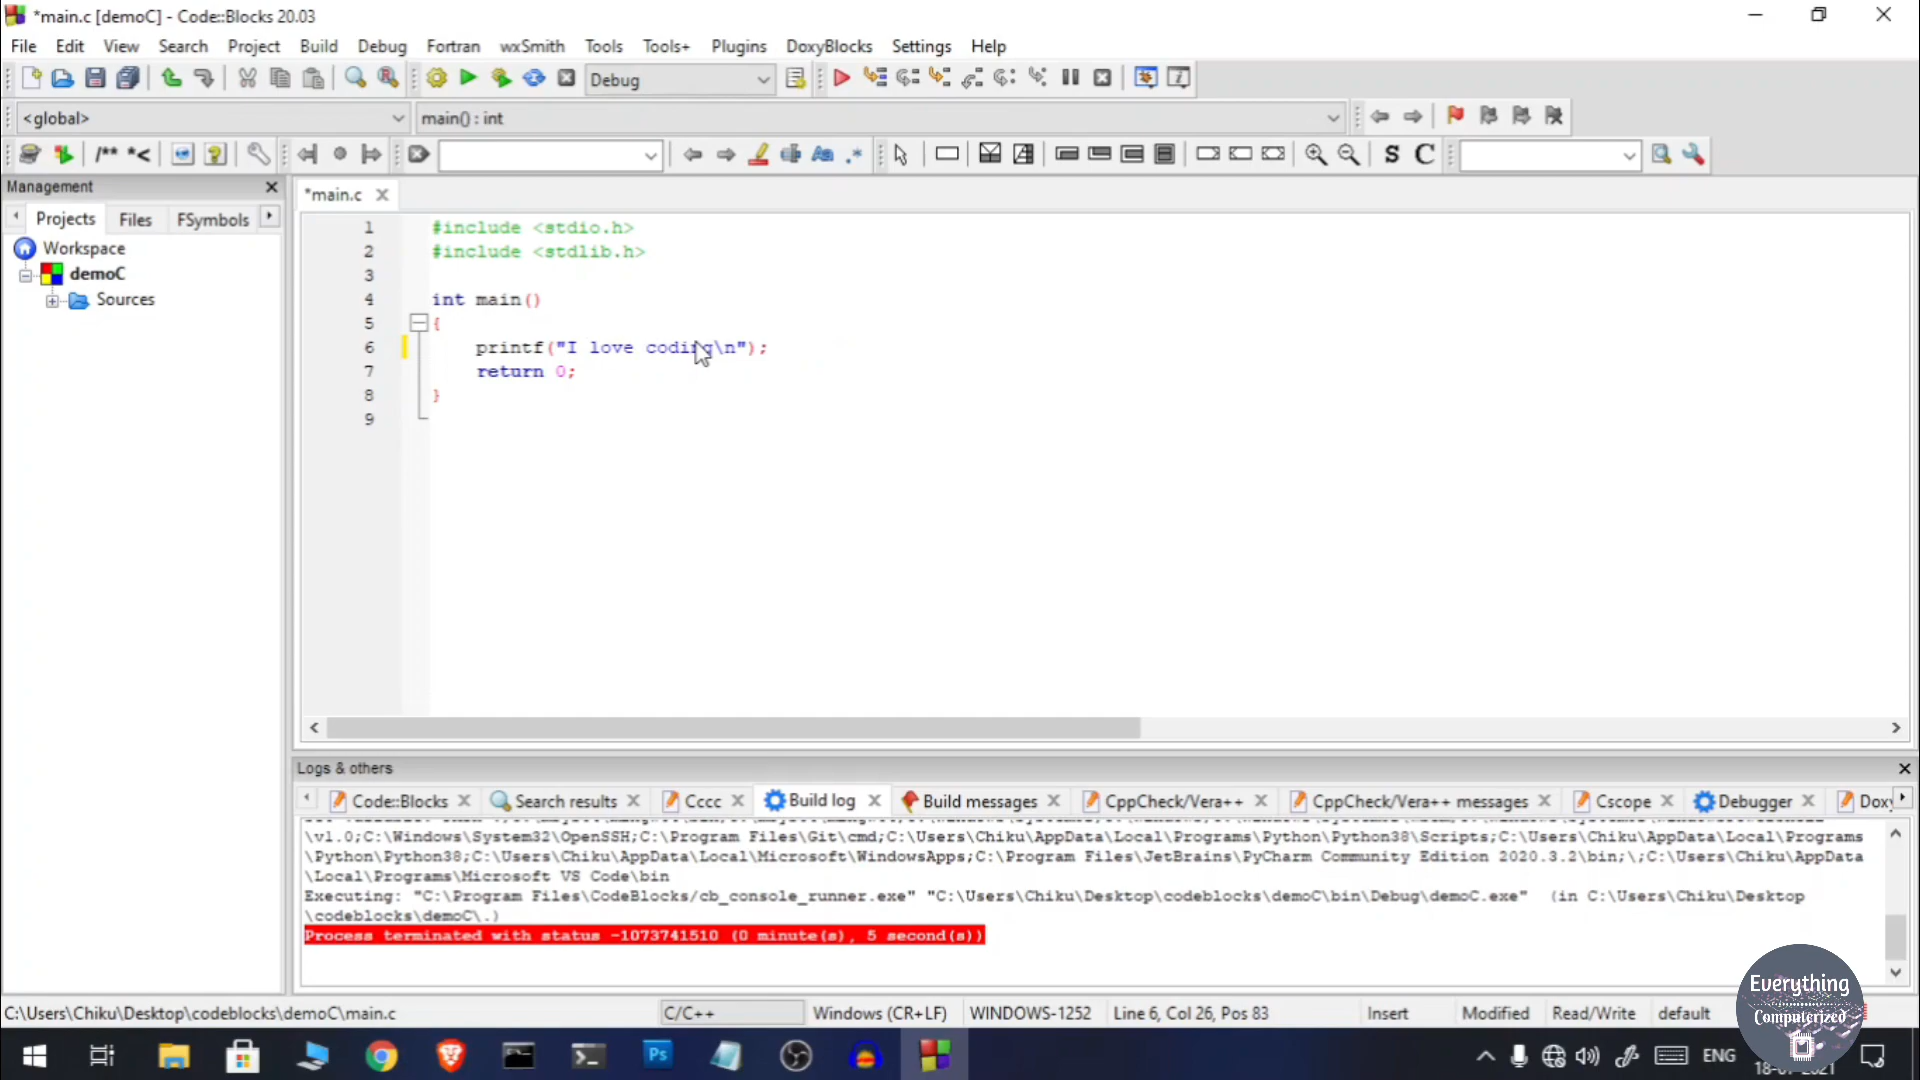 *main.c [demoC] - Code::Blocks 20.03
File Edit View Search Project Build Debug Fortran wxSmith Tools Tools+ Plugins DoxyBlocks Settings Help
Debug
<global> main() : int
/** *<
Aa .* S C
Management
*main.c
Projects Files FSymbols
Workspace
demoC
Sources
1 #include <stdio.h>
2 #include <stdlib.h>
3
4 int main()
5 {
6 printf("I love coding\n");
7 return 0;
8 }
9
Logs & others
Code::Blocks Search results Cccc Build log Build messages CppCheck/Vera++ CppCheck/Vera++ messages Cscope Debugger
\v1.0;C:\Windows\System32\OpenSSH;C:\Program Files\Git\cmd;C:\Users\Chiku\AppData\Local\Programs\Python\Python38\Scripts;C:\Users\Chiku\AppData\Local\Programs
\Python\Python38;C:\Users\Chiku\AppData\Local\Microsoft\WindowsApps;C:\Program Files\JetBrains\PyCharm Community Edition 2020.3.2\bin;\;C:\Users\Chiku\AppData
\Local\Programs\Microsoft VS Code\bin
Executing: "C:\Program Files\CodeBlocks/cb_console_runner.exe" "C:\Users\Chiku\Desktop\codeblocks\demoC\bin\Debug\demoC.exe" (in C:\Users\Chiku\Desktop
\codeblocks\demoC\.)
Process terminated with status -1073741510 (0 minute(s), 5 second(s))
C:\Users\Chiku\Desktop\codeblocks\demoC\main.c C/C++ Windows (CR+LF) WINDOWS-1252 Line 6, Col 26, Pos 83 Insert Modified Read/Write default
Everything
Computerized
Ps ENG